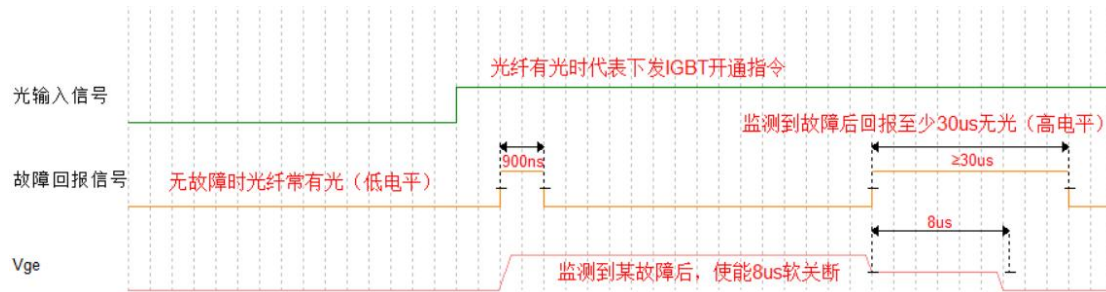 光纤有光时代表下发IGBT开通指令
光输入信号
监测到故障后回报至少30us无光（高电平）
900ns
≥30us
故障回报信号
无故障时光纤常有光（低电平）
8us
Vge
监测到某故障后，使能8us软关断